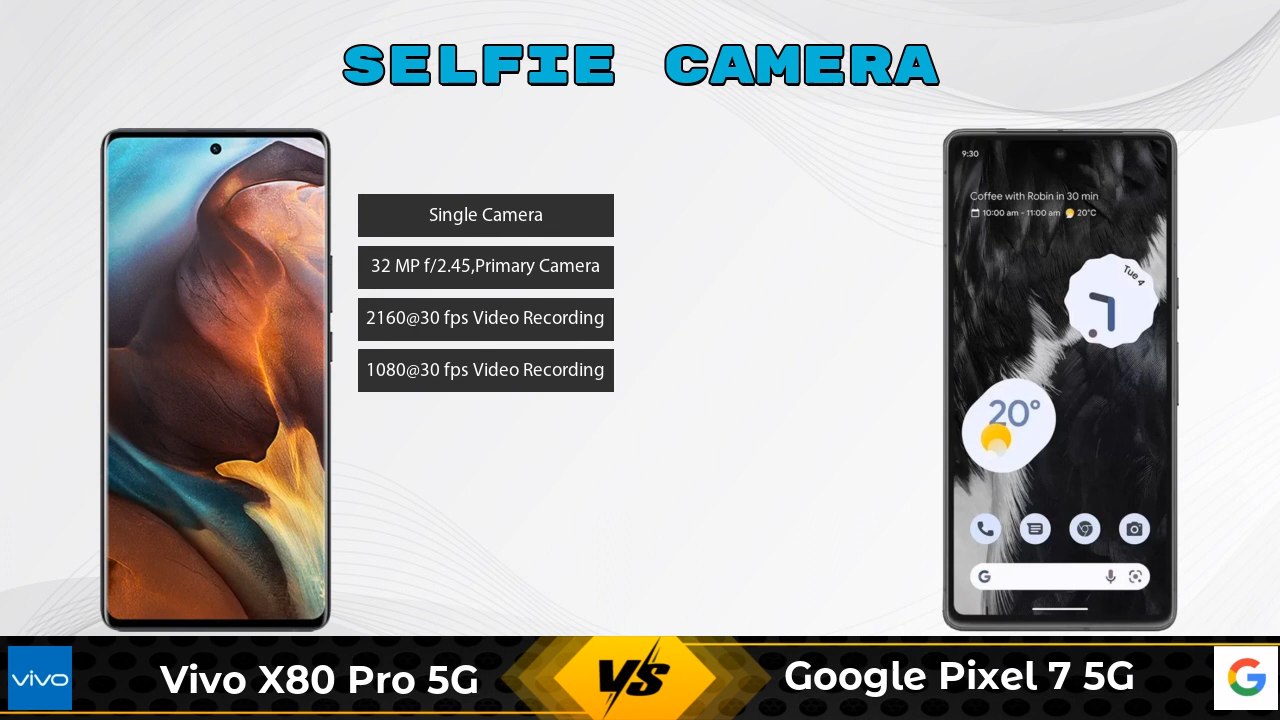 SELFIE CAMERA
Single Camera
32 MP f/2.45,Primary Camera
2160@30 fps Video Recording
1080@30 fps Video Recording
9:30
Coffee with Robin in 30 min
10:00 am - 11:00 am 20°C
Tue 4
20°
G
vivo
Vivo X80 Pro 5G
VS
Google Pixel 7 5G
G